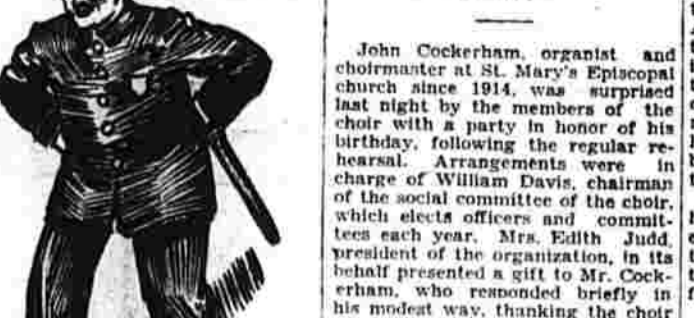 John Cockerham, organist and
choirmaster at St. Mary's Episcopal
church since 1914, was surprised
last night by the members of the
choir with a party in honor of his
birthday, following the regular re-
hearsal. Arrangements were in
charge of William Davis, chairman
of the social committee of the choir,
which elects officers and commit-
tees each year. Mrs. Edith Judd,
president of the organization, in its
behalf presented a gift to Mr. Cock-
erham, who responded briefly in
his modest way, thanking the choir